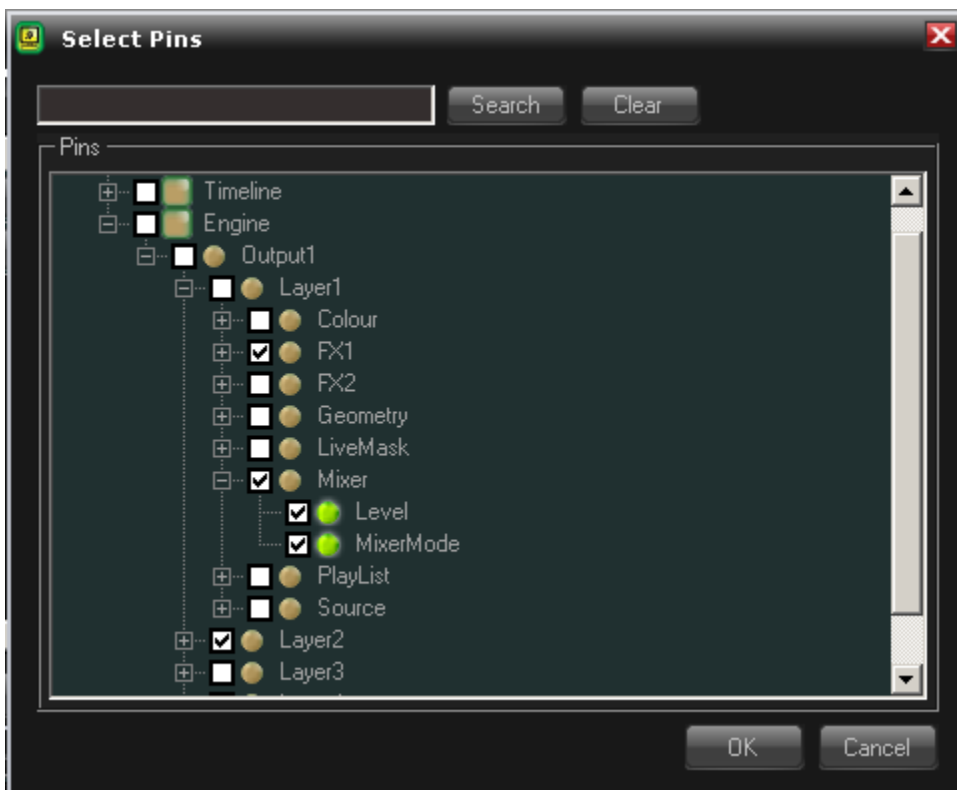 Select Pins
Search Clear
Pins
Timeline
Engine
Output1
Layer1
Colour
FX1
FX2
Geometry
LiveMask
Mixer
Level
MixerMode
PlayList
Source
Layer2
Layer3
OK Cancel